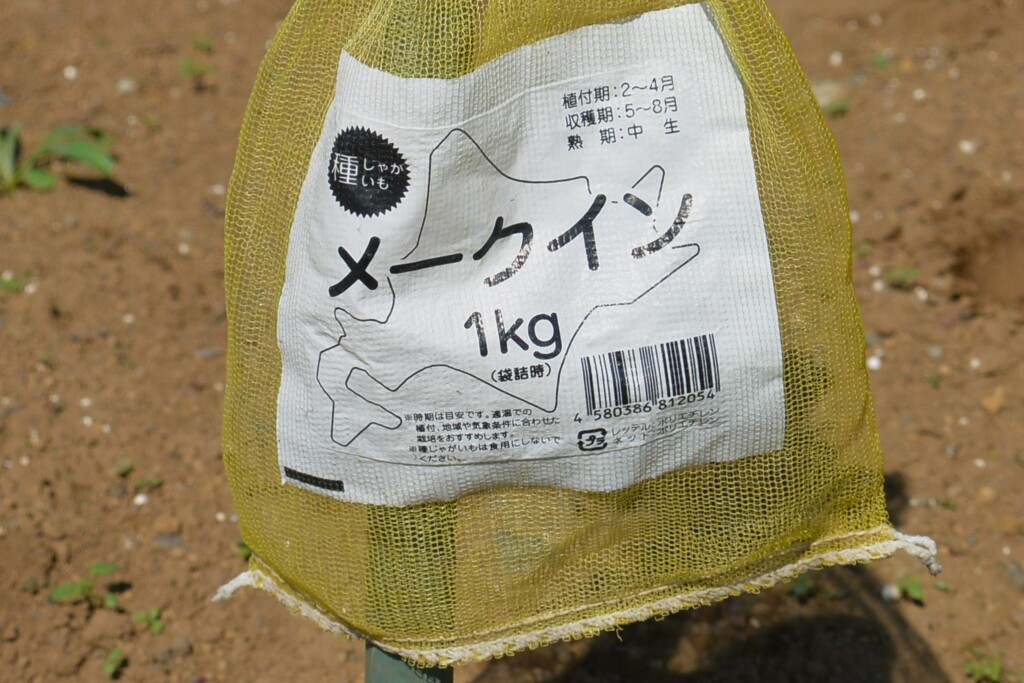 植付期:2~4月
収穫期:5~8月
熟 期:中 生
種じゃがいも
メークイン
1kg
(袋詰時)
※時期は目安です。適温での
植付、地域や気象条件に合わせた
栽培をおすすめします。
※種じゃがいもは食用にしないで
ください。
4 580386 812054
プラ
レッテル:ポリエチレン
ネット:ポリエチレン